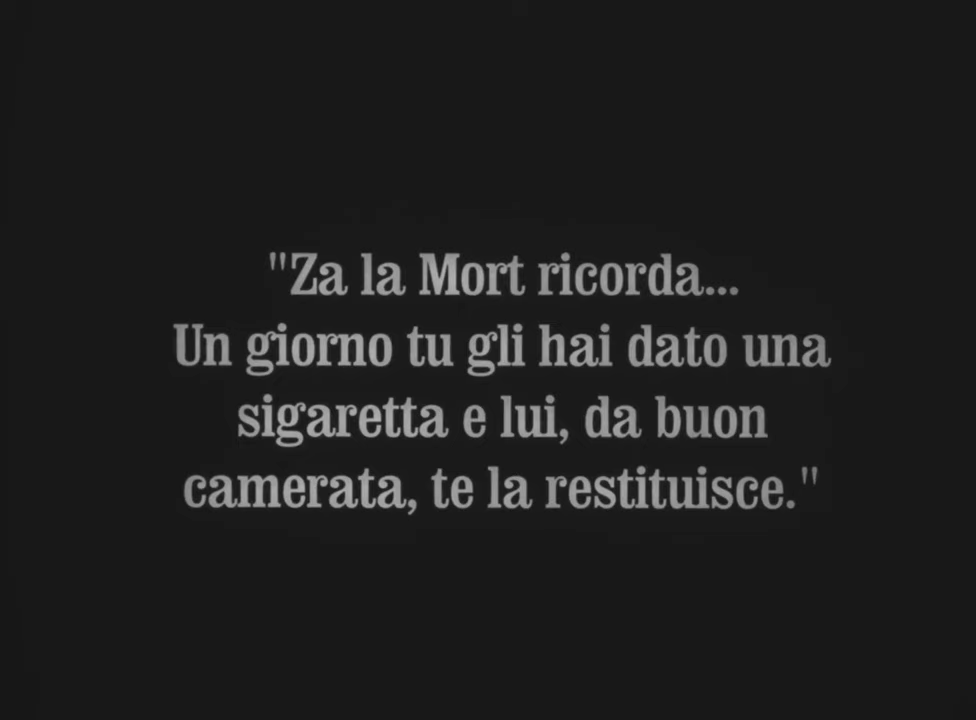 "Za la Mort ricorda...
Un giorno tu gli hai dato una
sigaretta e lui, da buon
camerata, te la restituisce."